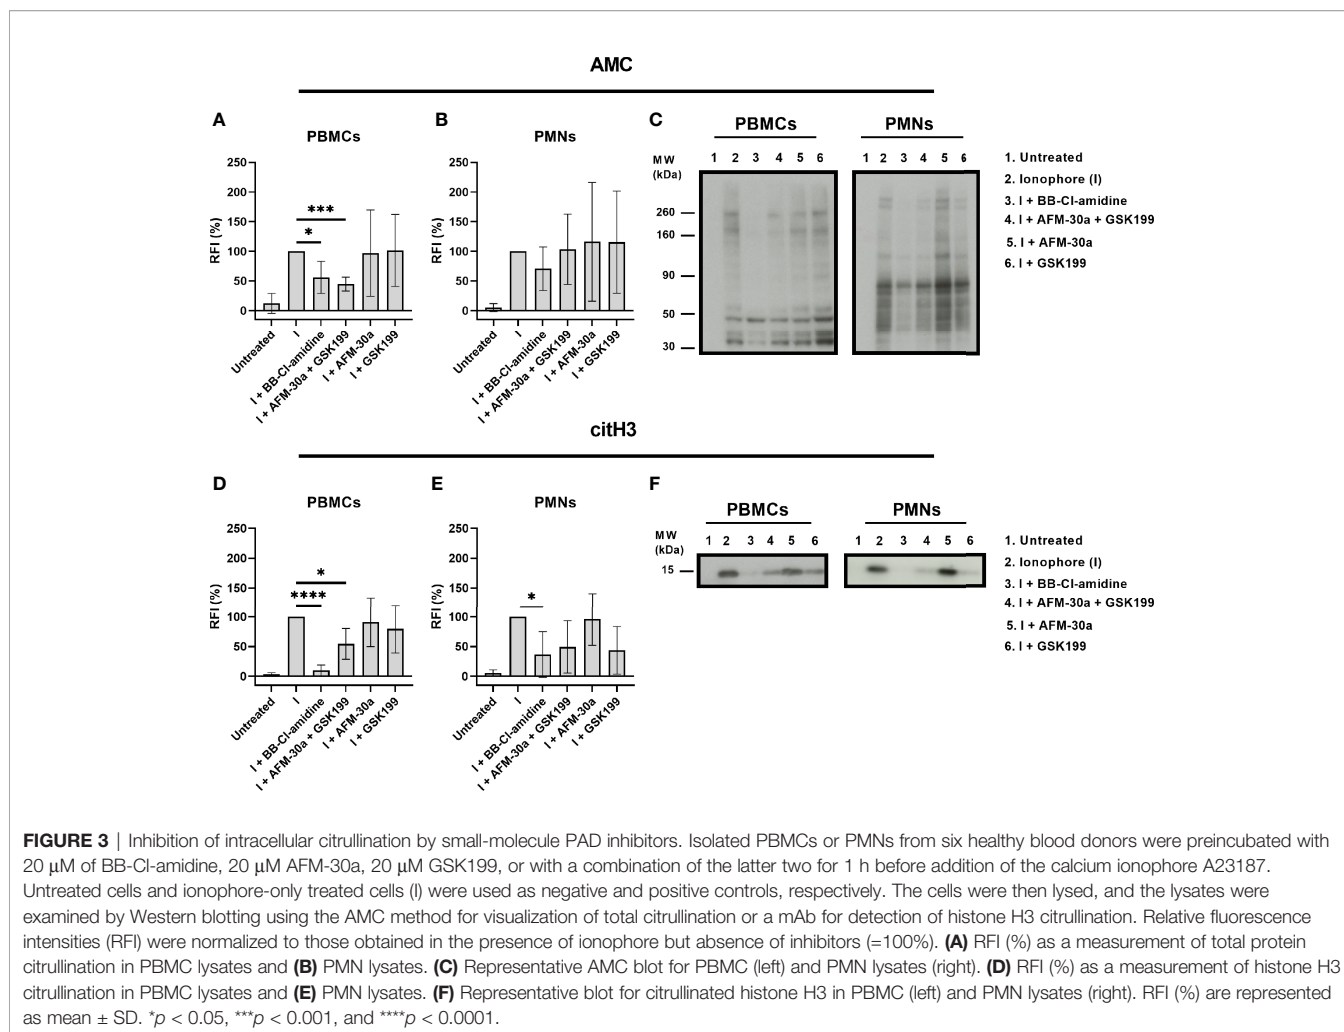 AMC
A
PBMCs
250
200
150
100
50
0
RFI (%)
***
*
Untreated
I
I + BB-Cl-amidine
I + AFM-30a + GSK199
I + AFM-30a
I + GSK199
B
PMNs
250
200
150
100
50
0
RFI (%)
Untreated
I
I + BB-Cl-amidine
I + AFM-30a + GSK199
I + AFM-30a
I + GSK199
C
PBMCs
PMNs
MW
(kDa)
1 2 3 4 5 6
1 2 3 4 5 6
260
160
90
50
30
1. Untreated
2. Ionophore (I)
3. I + BB-Cl-amidine
4. I + AFM-30a + GSK199
5. I + AFM-30a
6. I + GSK199
citH3
D
PBMCs
250
200
150
100
50
0
RFI (%)
*
****
Untreated
I
I + BB-Cl-amidine
I + AFM-30a + GSK199
I + AFM-30a
I + GSK199
E
PMNs
250
200
150
100
50
0
RFI (%)
*
Untreated
I
I + BB-Cl-amidine
I + AFM-30a + GSK199
I + AFM-30a
I + GSK199
F
PBMCs
PMNs
MW
(kDa)
1 2 3 4 5 6
1 2 3 4 5 6
15
1. Untreated
2. Ionophore (I)
3. I + BB-Cl-amidine
4. I + AFM-30a + GSK199
5. I + AFM-30a
6. I + GSK199
FIGURE 3 | Inhibition of intracellular citrullination by small-molecule PAD inhibitors. Isolated PBMCs or PMNs from six healthy blood donors were preincubated with
20 μM of BB-Cl-amidine, 20 μM AFM-30a, 20 μM GSK199, or with a combination of the latter two for 1 h before addition of the calcium ionophore A23187.
Untreated cells and ionophore-only treated cells (I) were used as negative and positive controls, respectively. The cells were then lysed, and the lysates were
examined by Western blotting using the AMC method for visualization of total citrullination or a mAb for detection of histone H3 citrullination. Relative fluorescence
intensities (RFI) were normalized to those obtained in the presence of ionophore but absence of inhibitors (=100%). (A) RFI (%) as a measurement of total protein
citrullination in PBMC lysates and (B) PMN lysates. (C) Representative AMC blot for PBMC (left) and PMN lysates (right). (D) RFI (%) as a measurement of histone H3
citrullination in PBMC lysates and (E) PMN lysates. (F) Representative blot for citrullinated histone H3 in PBMC (left) and PMN lysates (right). RFI (%) are represented
as mean ± SD. *p < 0.05, ***p < 0.001, and ****p < 0.0001.